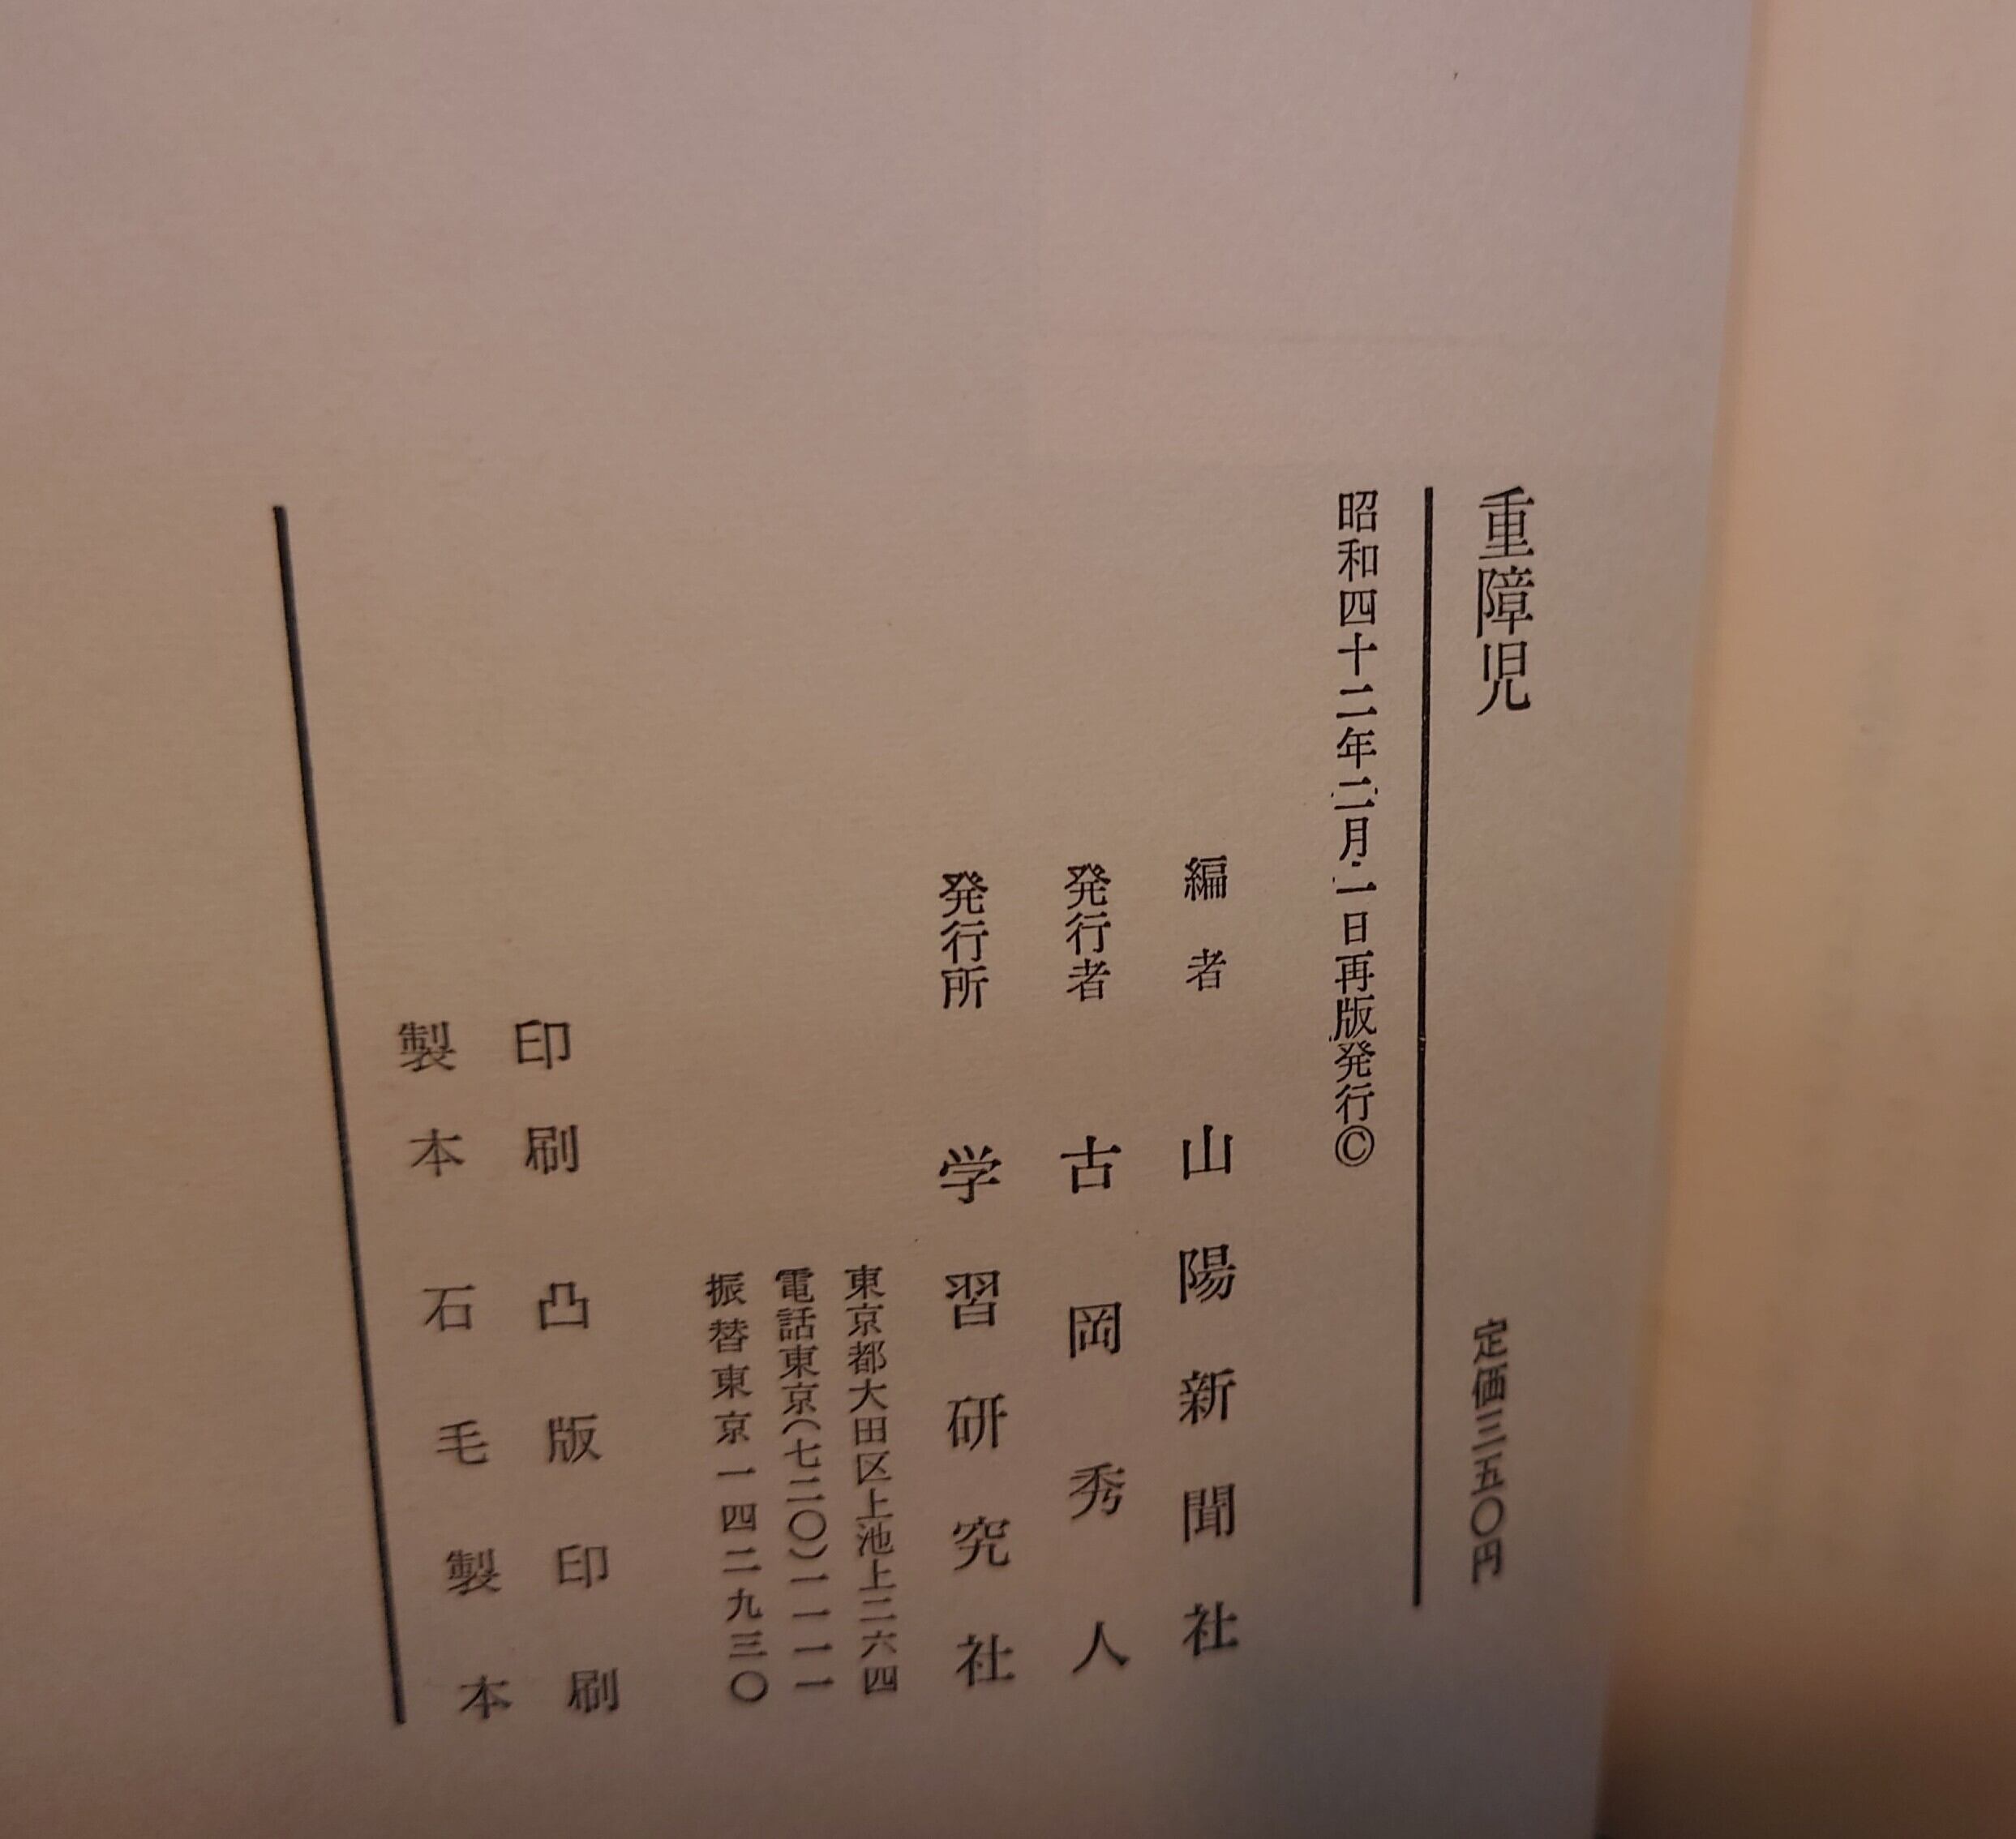 重障児
定価三五〇円
昭和四十二年二月一日再版発行©
編者 山陽新聞社
発行者 古岡秀人
発行所 学習研究社
東京都大田区上池上二六四
電話東京(七二〇)一一一一
振替東京一四二九三〇
印刷 凸版印刷
製本 石毛製本